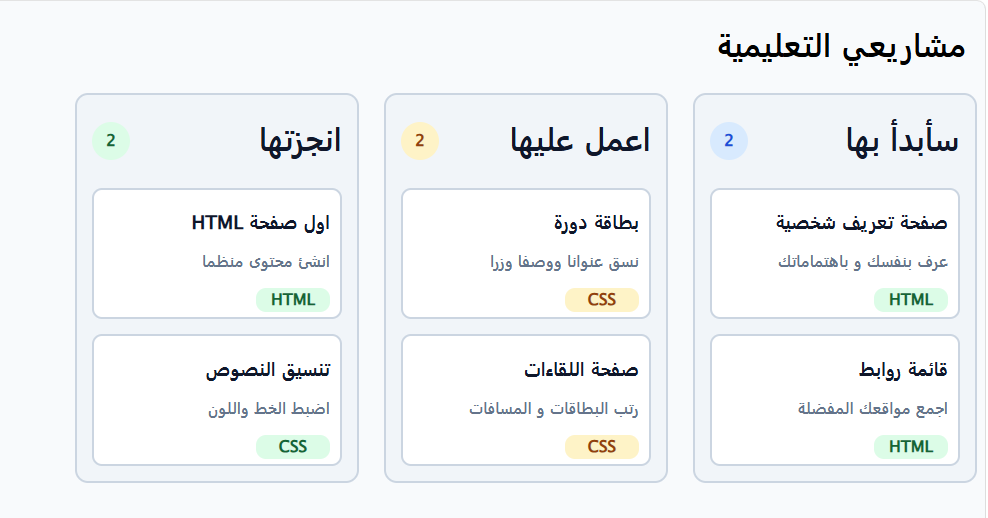 مشاريعي التعليمية
سأبدأ بها
2
صفحة تعريف شخصية
عرف بنفسك و باهتماماتك
HTML
قائمة روابط
اجمع مواقعك المفضلة
HTML
اعمل عليها
2
بطاقة دورة
نسق عنوانا ووصفا وزرا
CSS
صفحة اللقاءات
رتب البطاقات و المسافات
CSS
انجزتها
2
اول صفحة HTML
انشئ محتوى منظما
HTML
تنسيق النصوص
اضبط الخط واللون
CSS